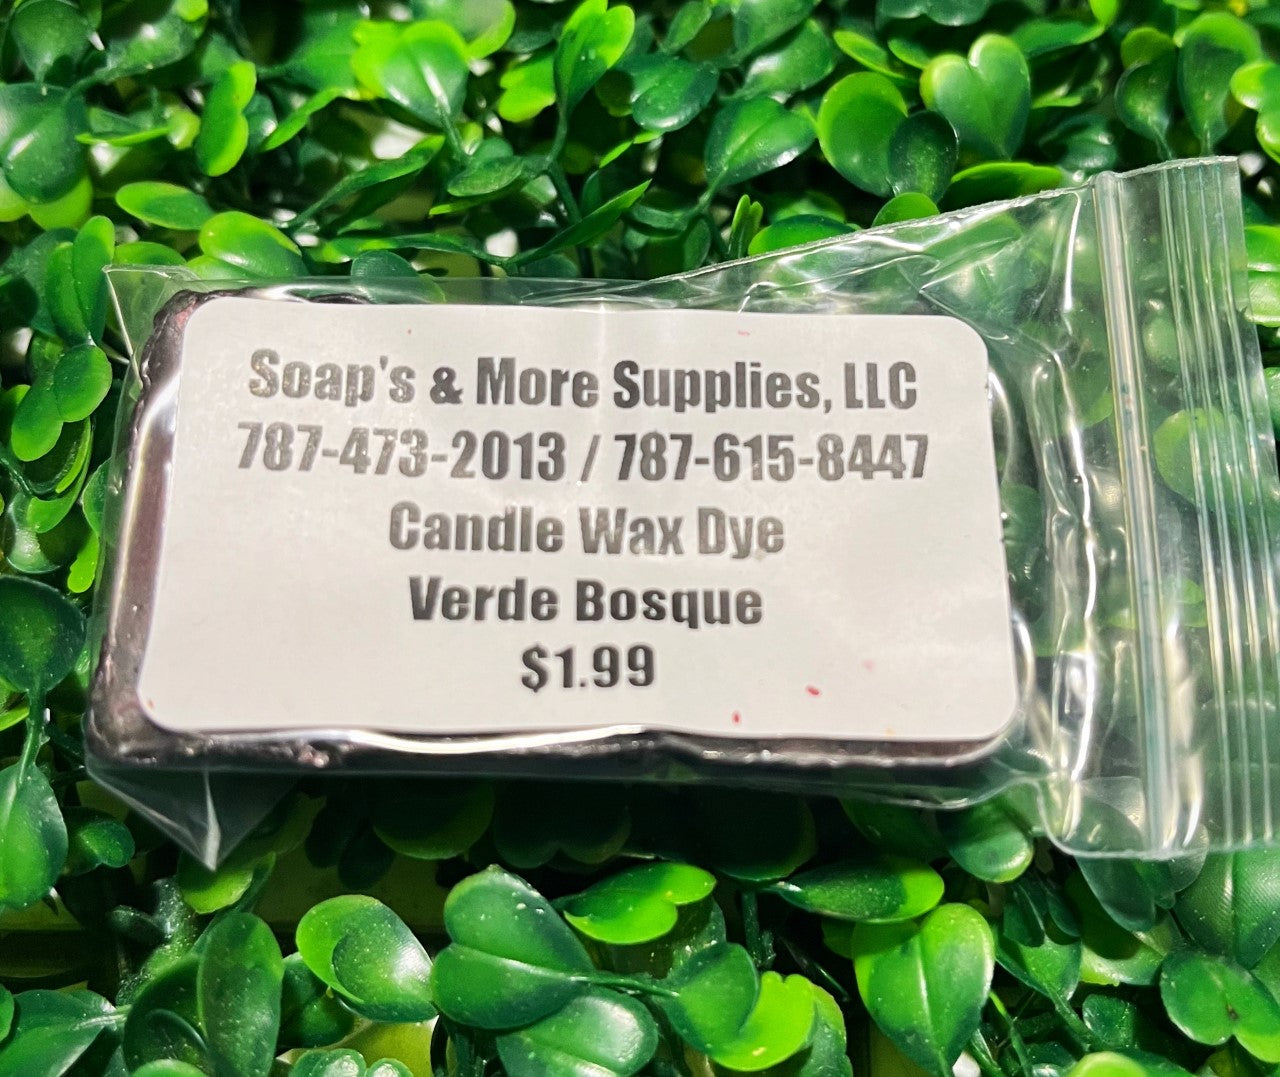 Soap's & More Supplies, LLC
787-473-2013 / 787-615-8447
Candle Wax Dye
Verde Bosque
$1.99